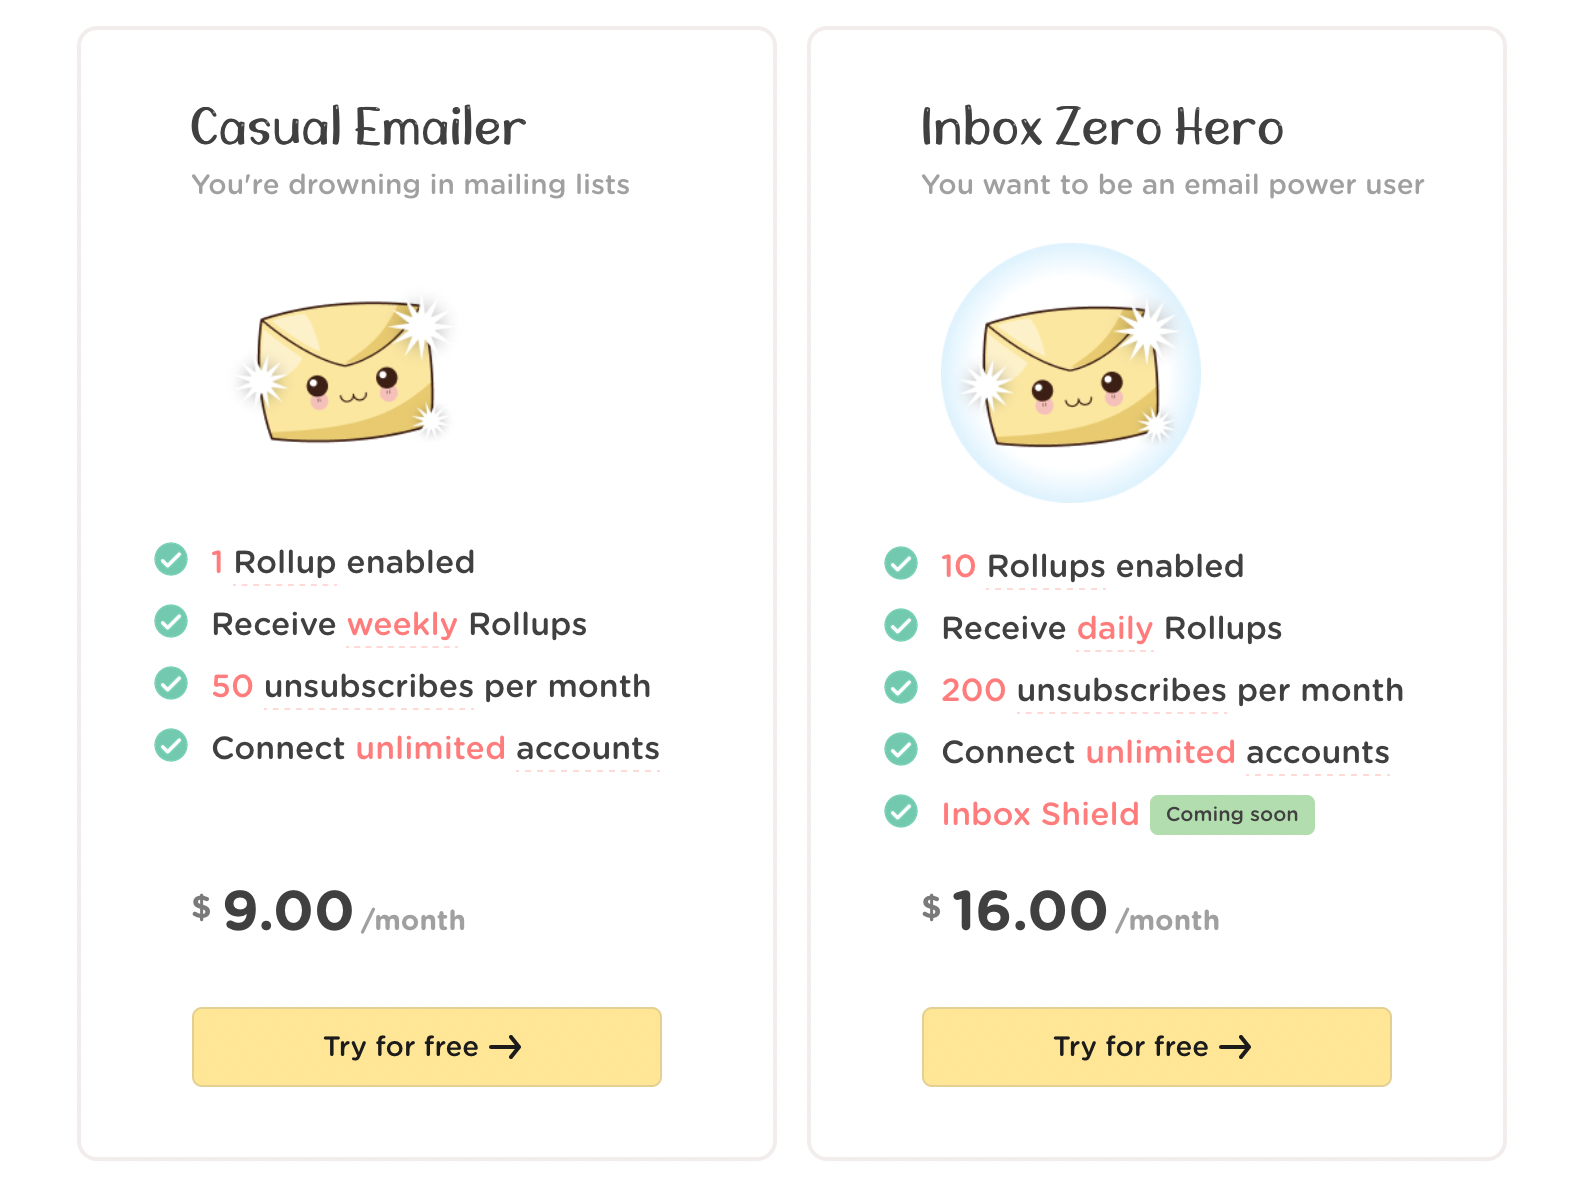 Casual Emailer
You're drowning in mailing lists
1 Rollup enabled
Receive weekly Rollups
50 unsubscribes per month
Connect unlimited accounts
$ 9.00 /month
Try for free →
Inbox Zero Hero
You want to be an email power user
10 Rollups enabled
Receive daily Rollups
200 unsubscribes per month
Connect unlimited accounts
Inbox Shield Coming soon
$ 16.00 /month
Try for free →